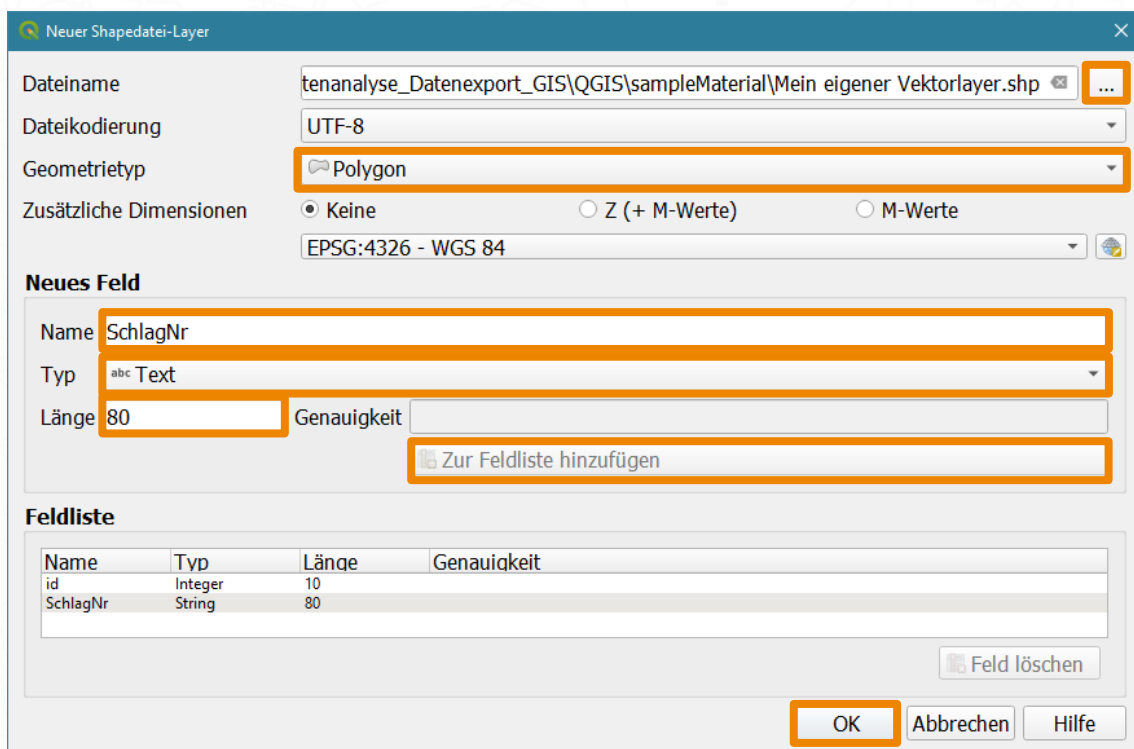 Neuer Shapedatei-Layer
Dateiname tenanalyse_Datenexport_GIS\QGIS\sampleMaterial\Mein eigener Vektorlayer.shp ...
Dateikodierung UTF-8
Geometrietyp Polygon
Zusätzliche Dimensionen Keine Z (+ M-Werte) M-Werte
EPSG:4326 - WGS 84
Neues Feld
Name SchlagNr
Typ abc Text
Länge 80 Genauigkeit
Zur Feldliste hinzufügen
Feldliste
Name Typ Länge Genauigkeit
id Integer 10
SchlagNr String 80
Feld löschen
OK Abbrechen Hilfe